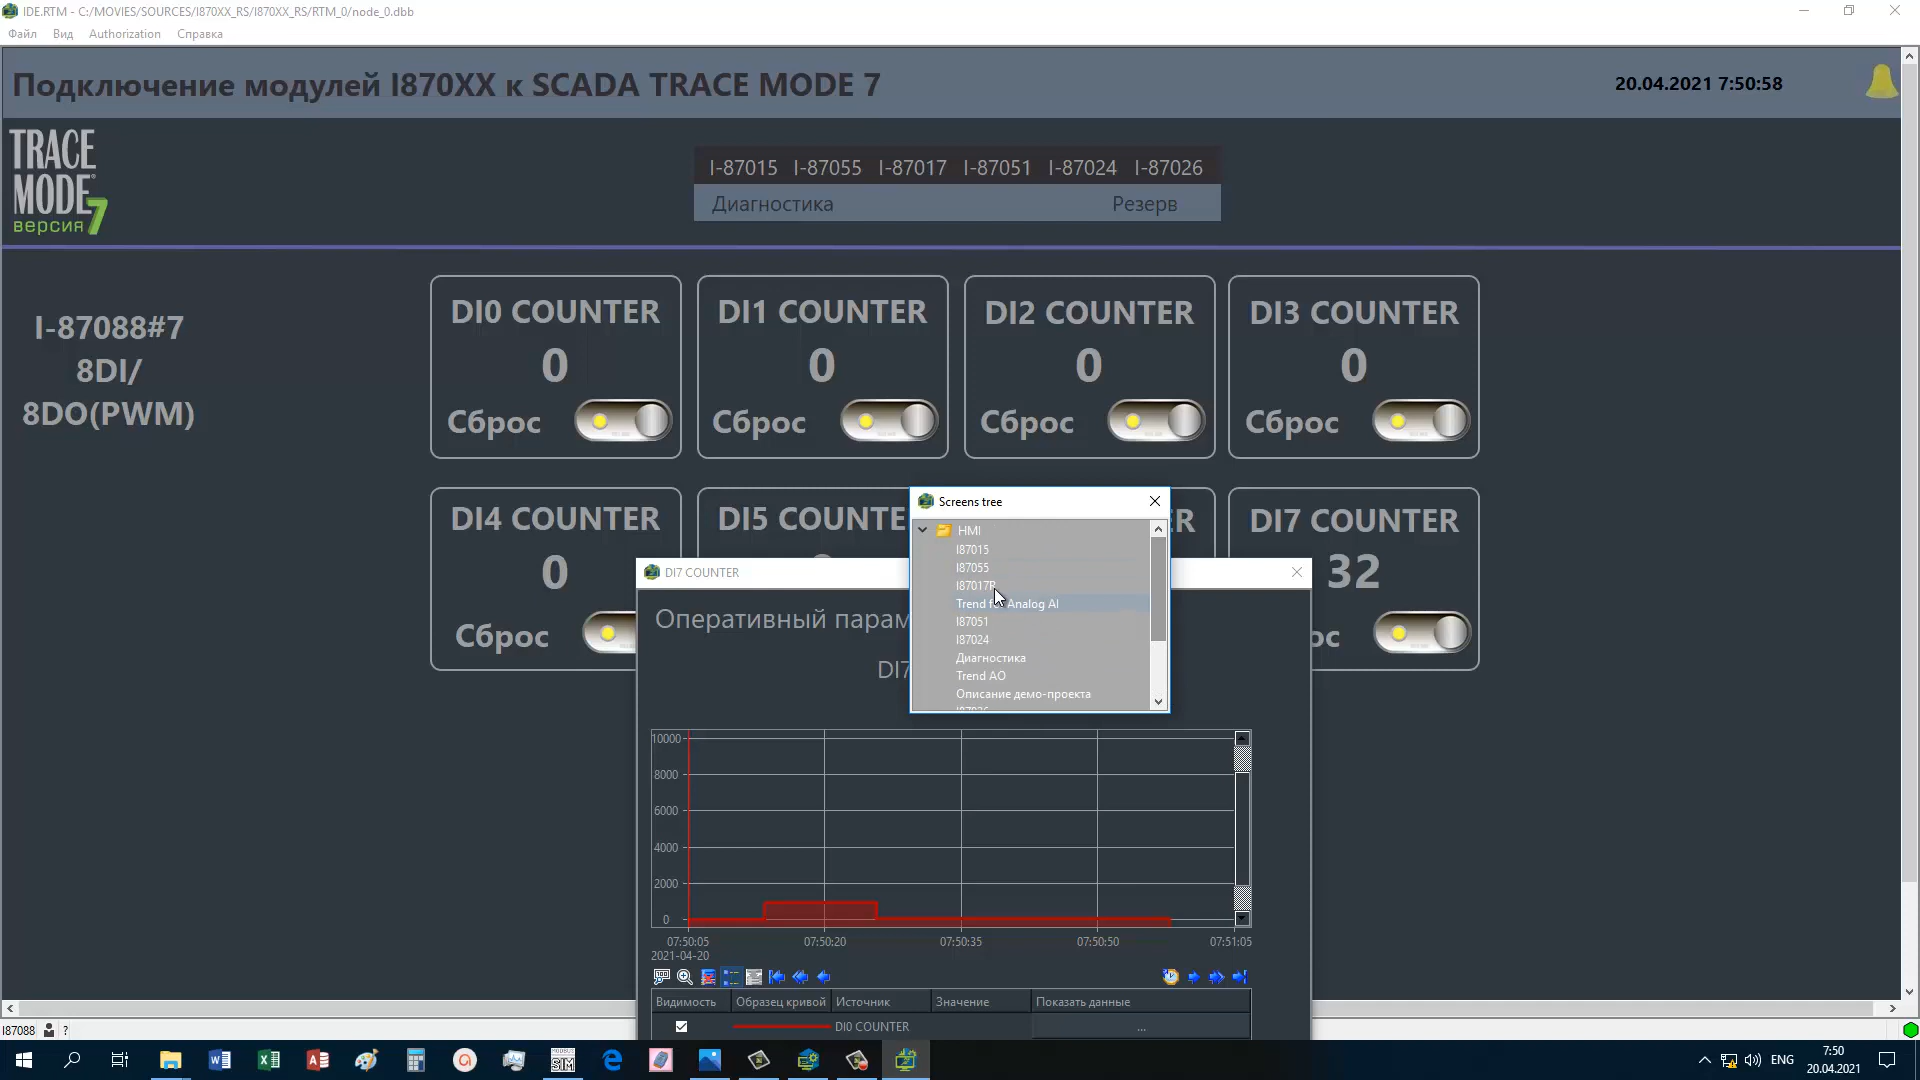 IDE.RTM - C:/MOVIES/SOURCES/I870XX_RS/I870XX_RS/RTM_0/node_0.dbb
Файл Вид Authorization Справка
Подключение модулей I870XX к SCADA TRACE MODE 7
20.04.2021 7:50:58
TRACE
MODE 7
версия
I-87015 I-87055 I-87017 I-87051 I-87024 I-87026
Диагностика Резерв
I-87088#7
8DI/
8DO(PWM)
DI0 COUNTER
0
Сброс
DI1 COUNTER
0
Сброс
DI2 COUNTER
0
Сброс
DI3 COUNTER
0
Сброс
DI4 COUNTER
0
Сброс
DI5 COUNTE
R
DI7 COUNTER
32
ос
Screens tree
HMI
I87015
I87055
I87017R
Trend for Analog AI
I87051
I87024
Диагностика
Trend AO
Описание демо-проекта
DI7 COUNTER
Оперативный парам
DI7
10000
8000
6000
4000
2000
0
07:50:05 07:50:20 07:50:35 07:50:50 07:51:05
2021-04-20
Видимость Образец кривой Источник Значение Показать данные
DI0 COUNTER ...
I87088 ?
ENG
7:50
20.04.2021